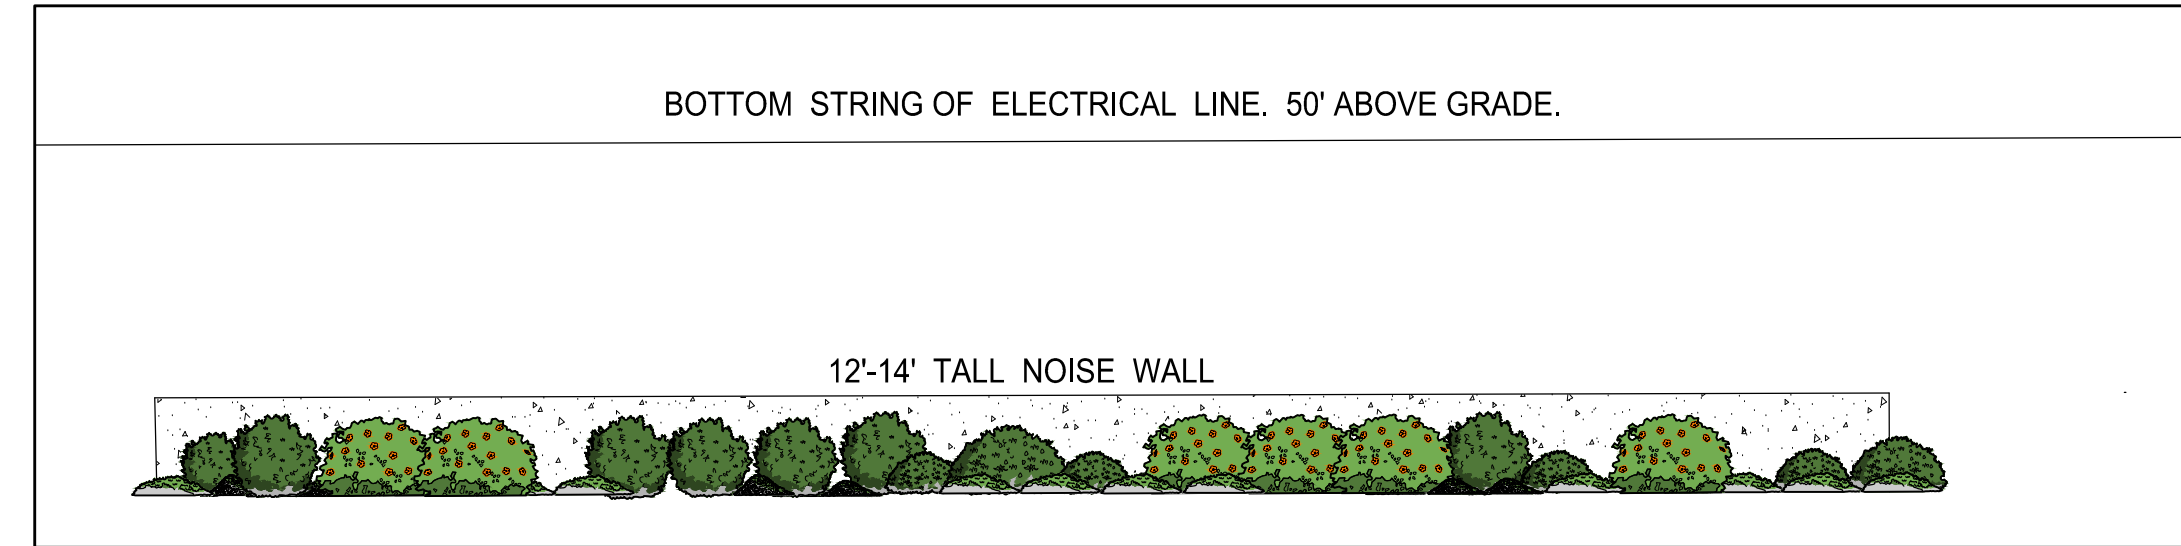 BOTTOM STRING OF ELECTRICAL LINE. 50' ABOVE GRADE.
12'-14' TALL NOISE WALL